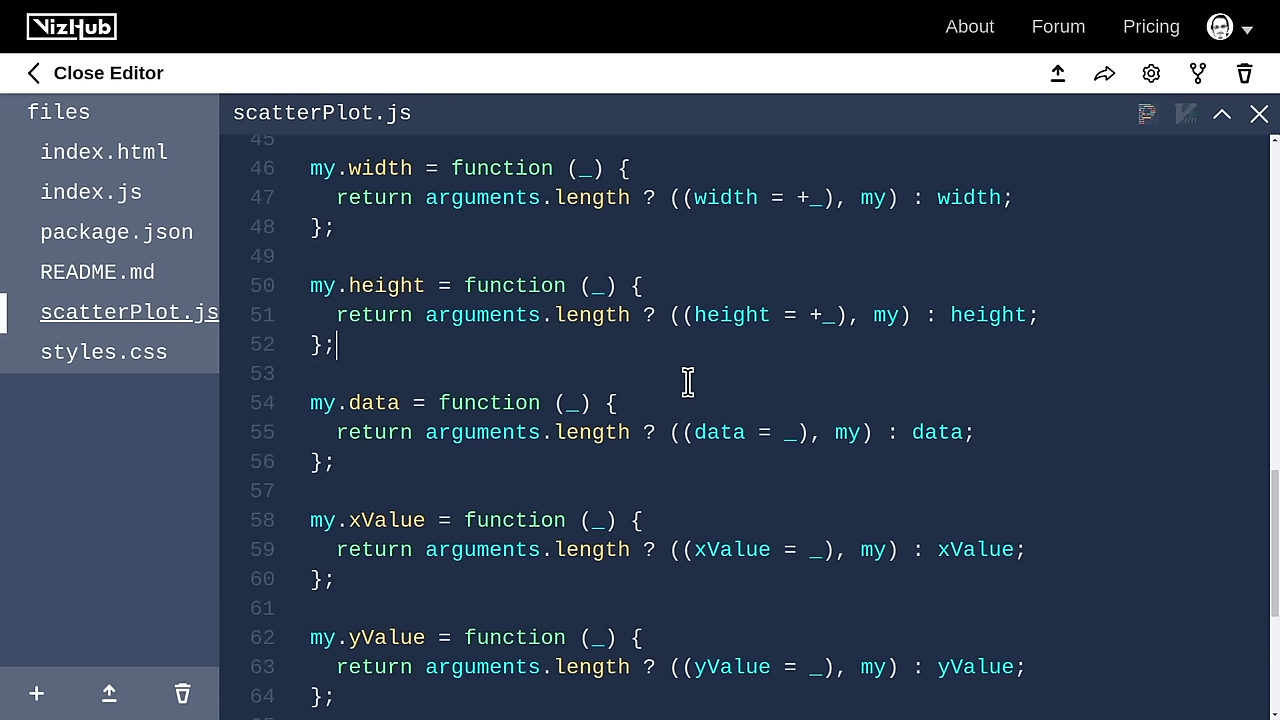 VizHub
About Forum Pricing
Close Editor
files
index.html
index.js
package.json
README.md
scatterPlot.js
styles.css
scatterPlot.js
45
46 my.width = function (_) {
47 return arguments.length ? ((width = +_), my) : width;
48 };
49
50 my.height = function (_) {
51 return arguments.length ? ((height = +_), my) : height;
52 };
53
54 my.data = function (_) {
55 return arguments.length ? ((data = _), my) : data;
56 };
57
58 my.xValue = function (_) {
59 return arguments.length ? ((xValue = _), my) : xValue;
60 };
61
62 my.yValue = function (_) {
63 return arguments.length ? ((yValue = _), my) : yValue;
64 };